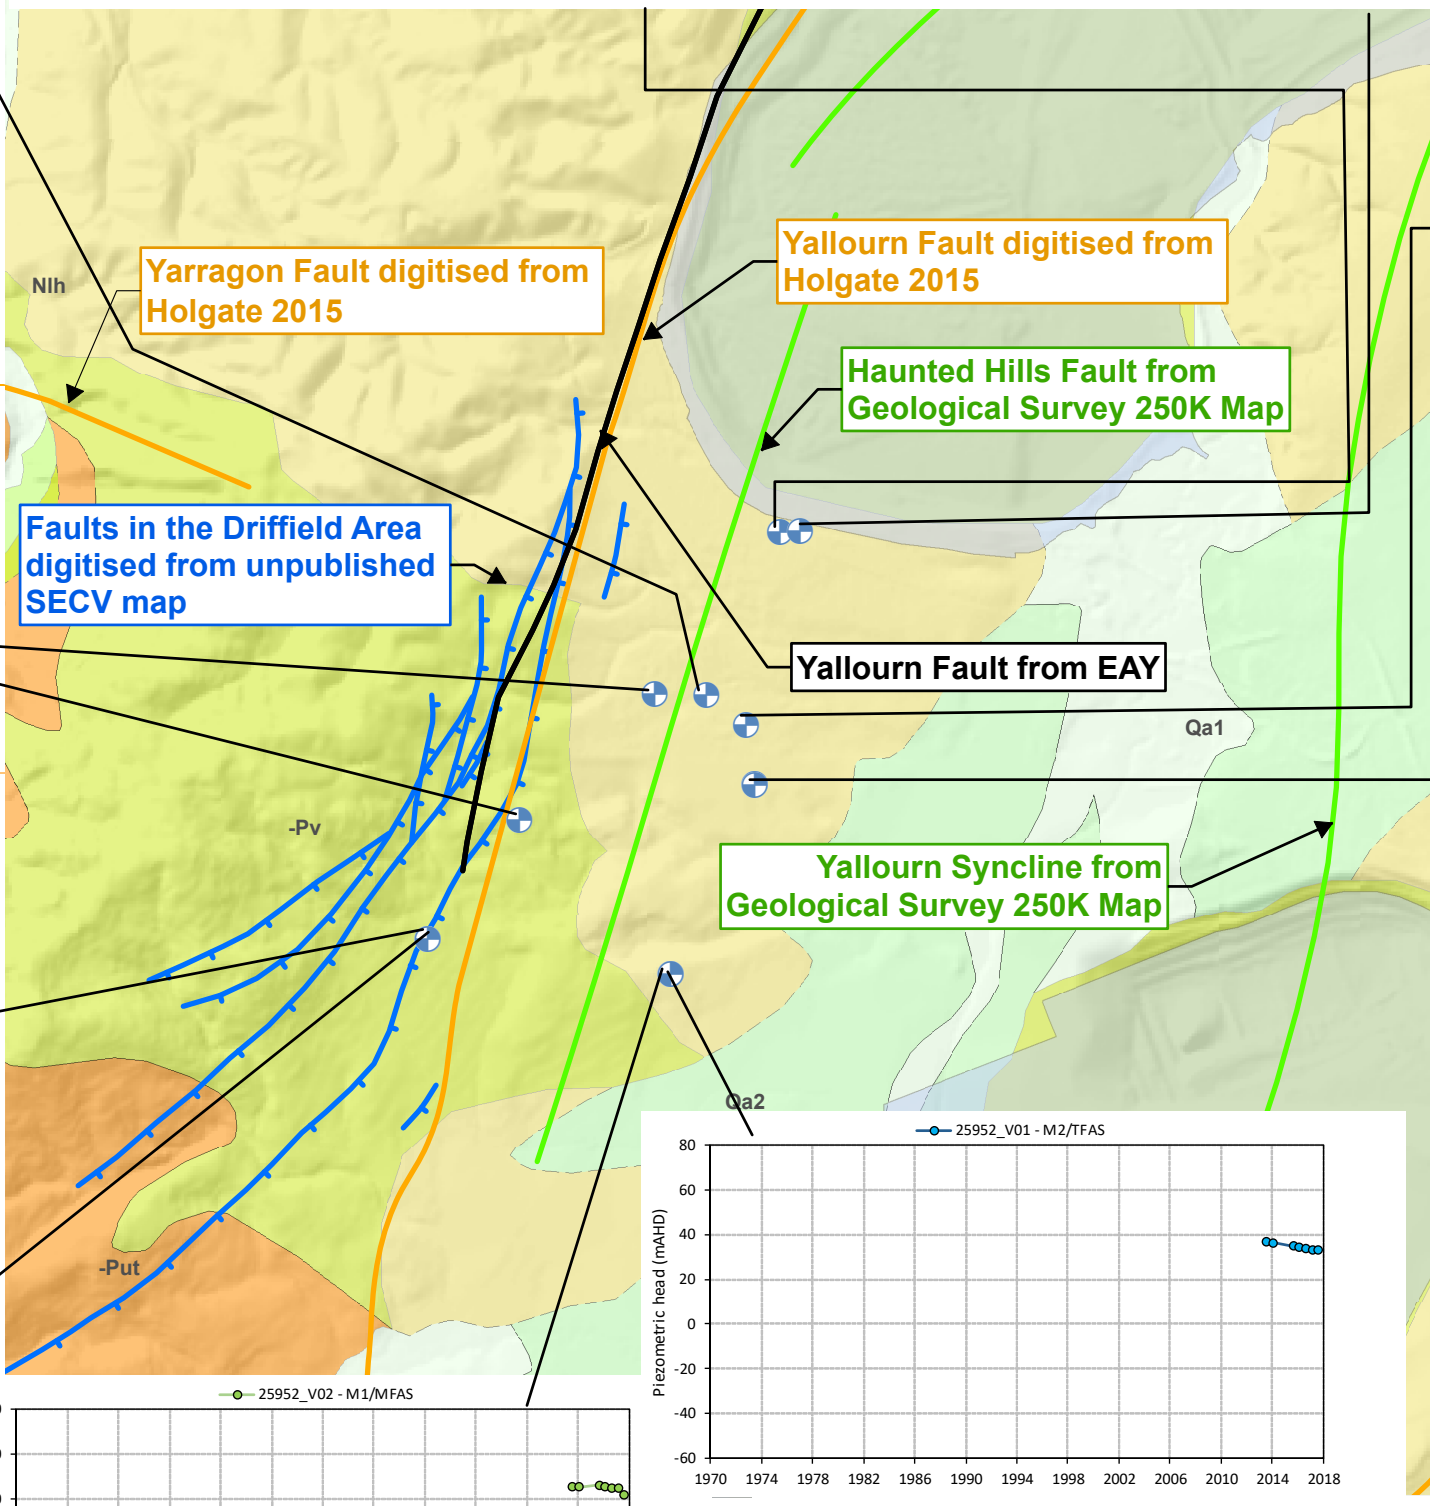 Nlh
Yarragon Fault digitised from
Holgate 2015
Yallourn Fault digitised from
Holgate 2015
Haunted Hills Fault from
Geological Survey 250K Map
Faults in the Driffield Area
digitised from unpublished
SECV map
Yallourn Fault from EAY
Qa1
-Pv
Yallourn Syncline from
Geological Survey 250K Map
Qa2
-Put
25952_V01 - M2/TFAS
Piezometric head (mAHD)
80
60
40
20
0
-20
-40
-60
1970 1974 1978 1982 1986 1990 1994 1998 2002 2006 2010 2014 2018
25952_V02 - M1/MFAS